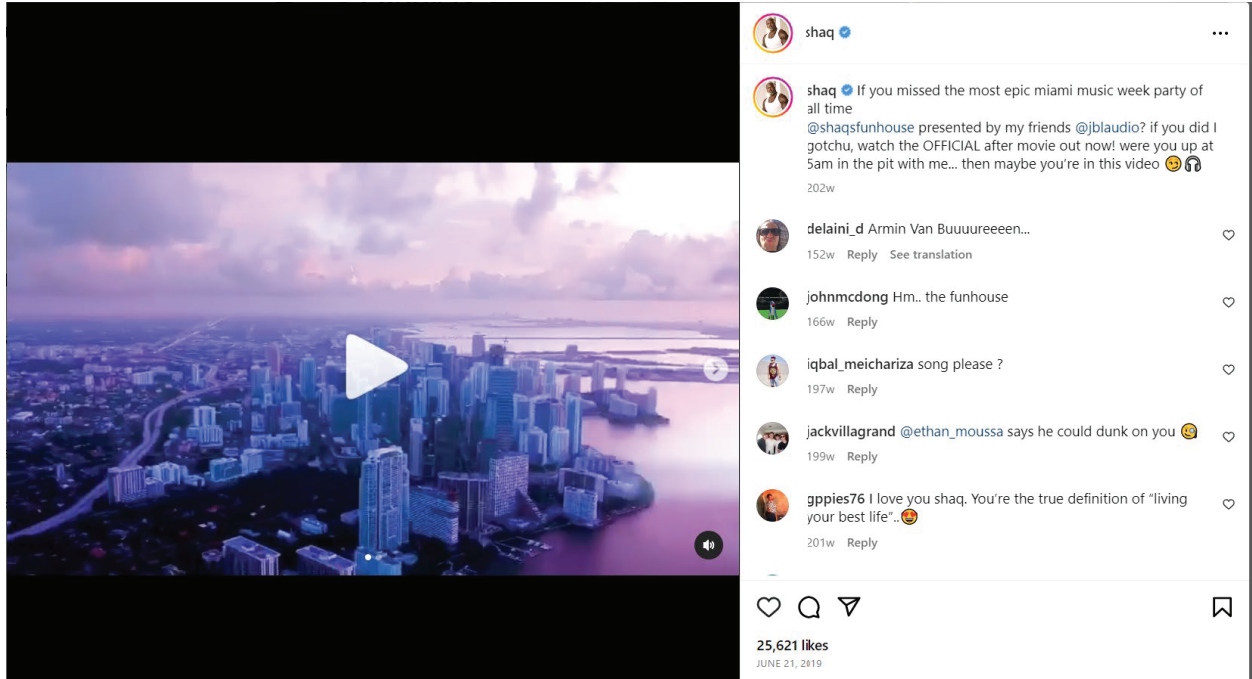 shaq
shaq If you missed the most epic miami music week party of
all time
@shaqsfunhouse presented by my friends @jblaudio? if you did I
gotchu, watch the OFFICIAL after movie out now! were you up at
5am in the pit with me... then maybe you're in this video 😏🎧
202w
delaini_d Armin Van Buuuureeeen...
152w Reply See translation
johnmcdong Hm.. the funhouse
166w Reply
iqbal_meichariza song please ?
197w Reply
jackvillagrand @ethan_moussa says he could dunk on you 🧐
199w Reply
gppies76 I love you shaq. You're the true definition of "living
your best life"..😍
201w Reply
25,621 likes
JUNE 21, 2019